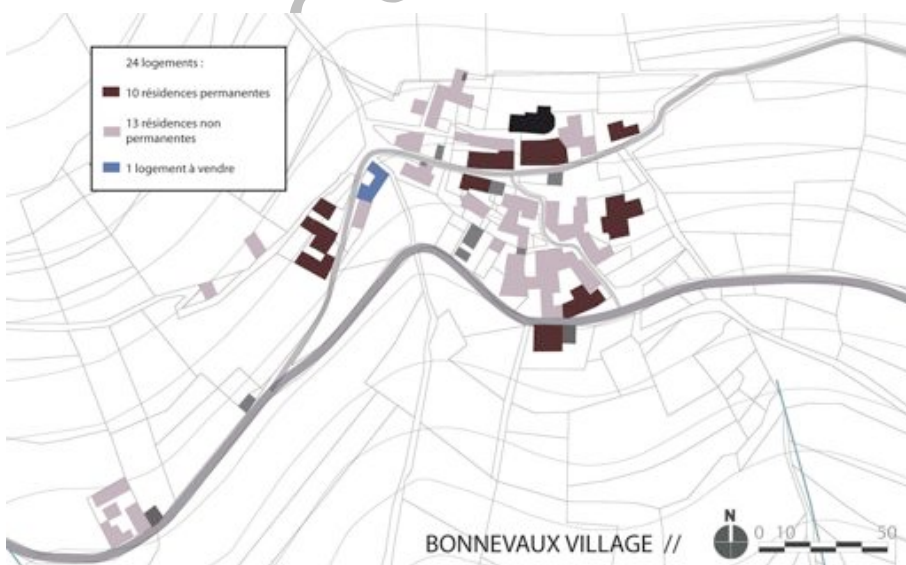 24 logements :
10 résidences permanentes
13 résidences non
permanentes
1 logement à vendre
BONNEVAUX VILLAGE //
N
0 10 50